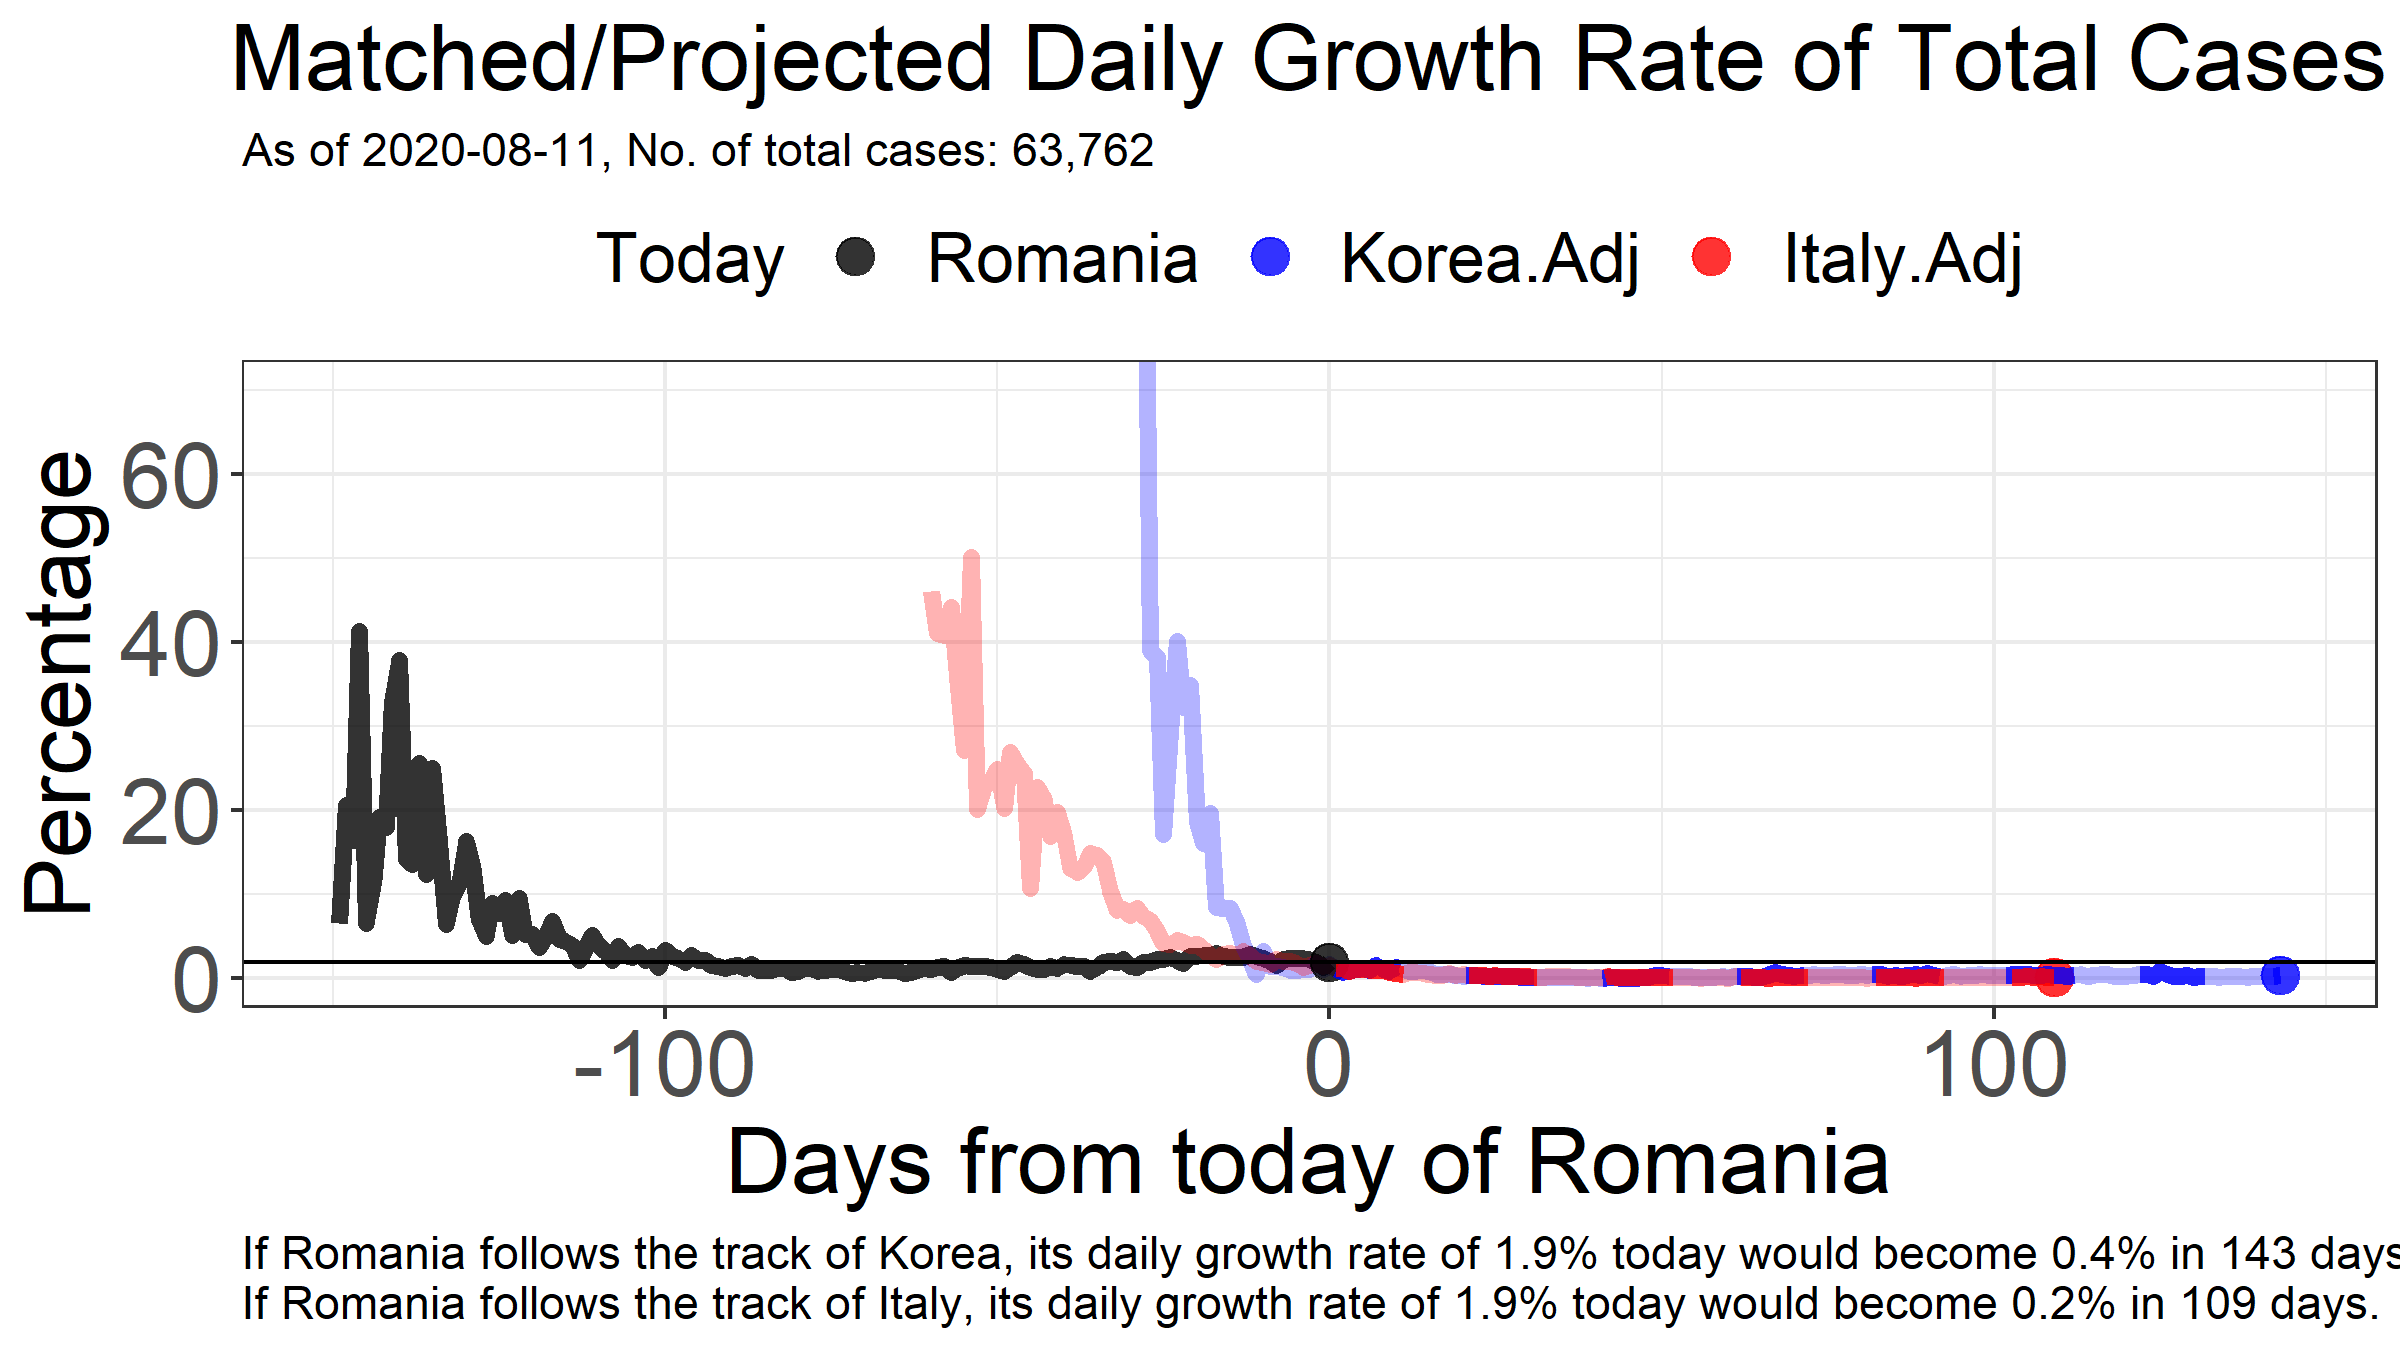 Matched/Projected Daily Growth Rate of Total Cases
As of 2020-08-11, No. of total cases: 63,762
Today Romania Korea.Adj Italy.Adj
Percentage
60
40
20
0
-100 0 100
Days from today of Romania
If Romania follows the track of Korea, its daily growth rate of 1.9% today would become 0.4% in 143 days
If Romania follows the track of Italy, its daily growth rate of 1.9% today would become 0.2% in 109 days.